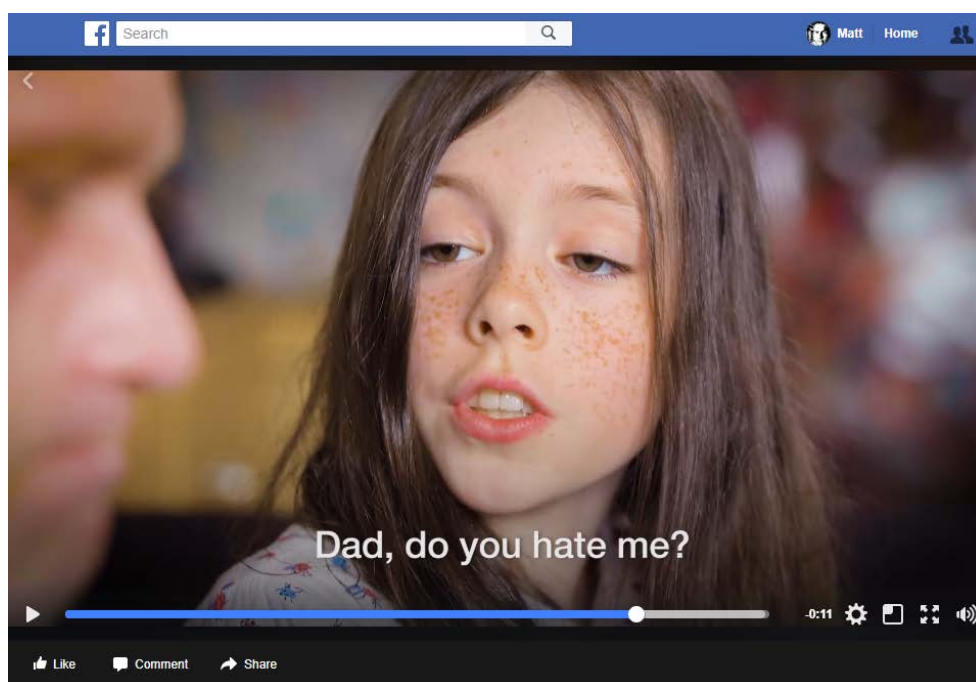 f Search Matt Home
Dad, do you hate me?
-0:11
Like Comment Share